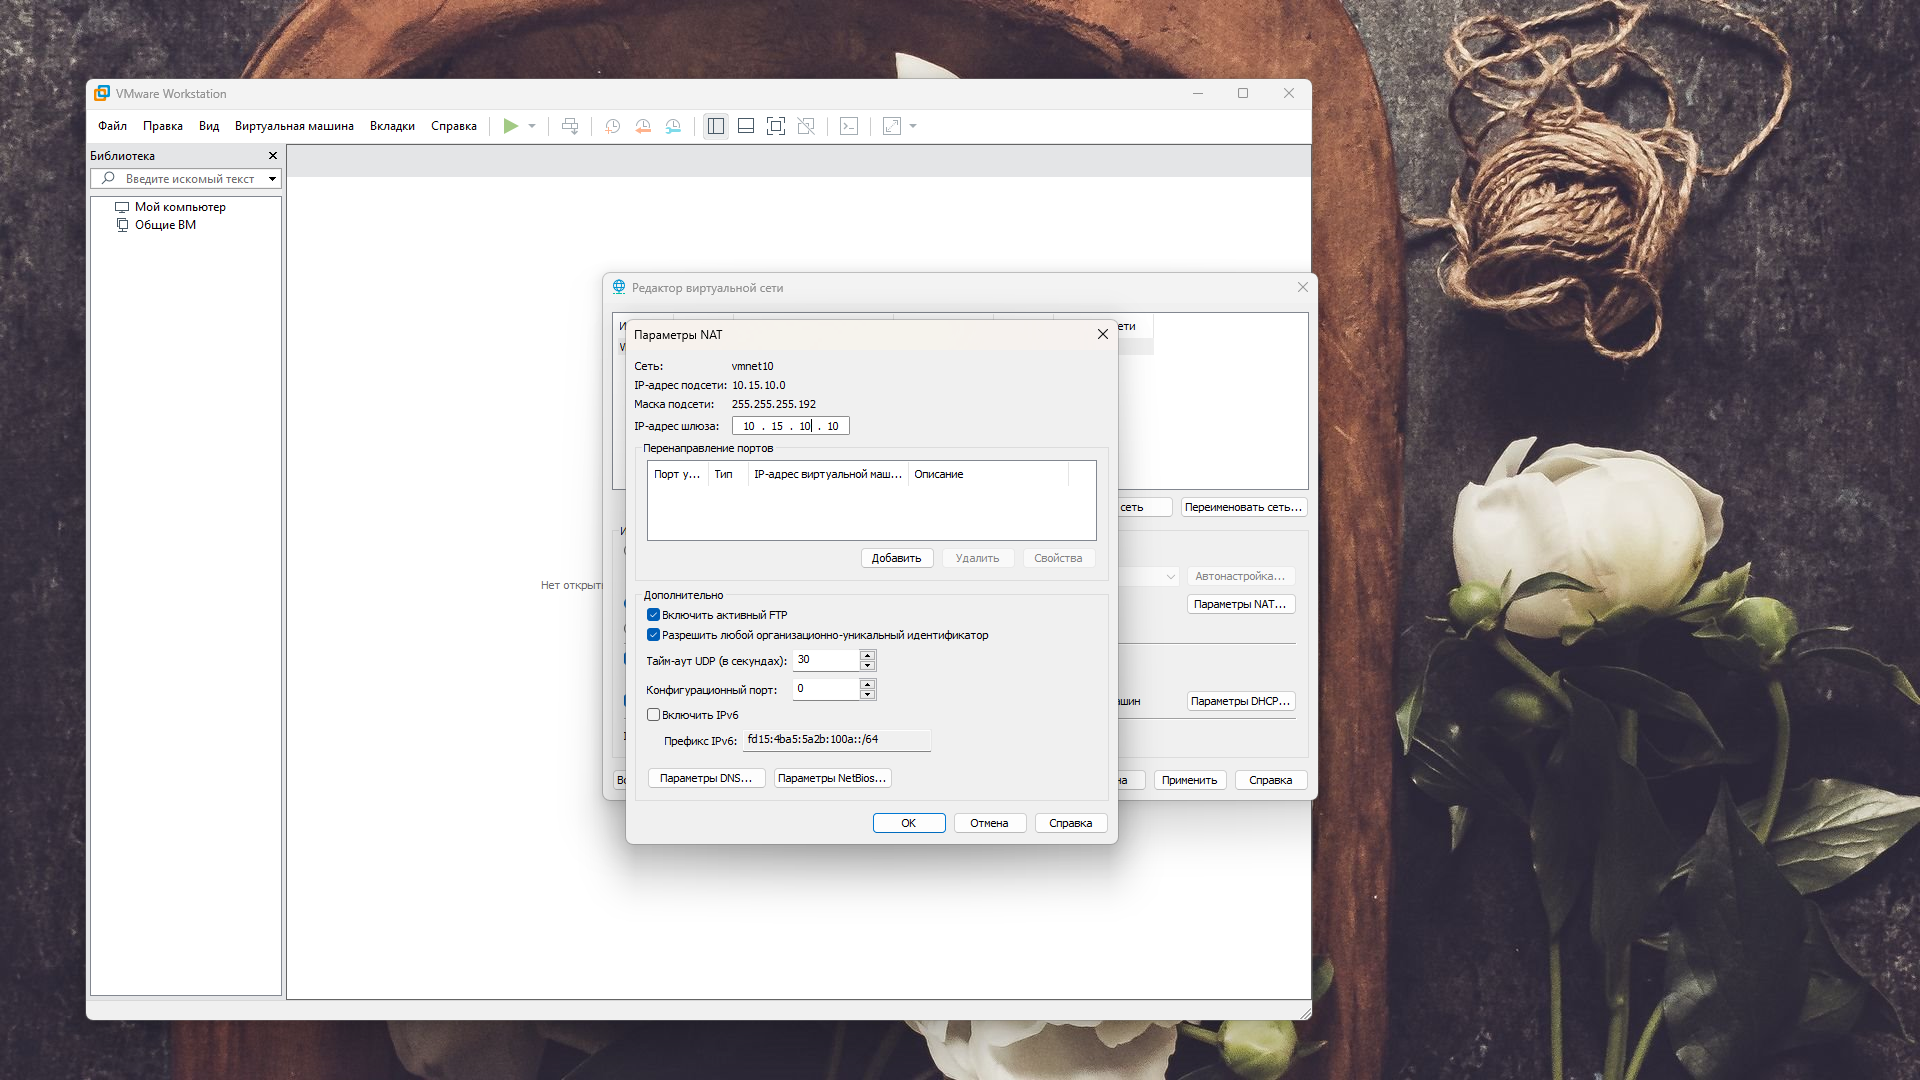 VMware Workstation
Файл Правка Вид Виртуальная машина Вкладки Справка
Библиотека
Введите искомый текст
Мой компьютер
Общие ВМ
Редактор виртуальной сети
Параметры NAT
Сеть: vmnet10
IP-адрес подсети: 10.15.10.0
Маска подсети: 255.255.255.192
IP-адрес шлюза: 10 . 15 . 10 . 10
Перенаправление портов
Порт у... Тип IP-адрес виртуальной маш... Описание
сеть Переименовать сеть...
Добавить Удалить Свойства
Автонастройка...
Нет открыт
Дополнительно
Параметры NAT...
Включить активный FTP
Разрешить любой организационно-уникальный идентификатор
Тайм-аут UDP (в секундах): 30
Конфигурационный порт: 0
Параметры DHCP...
Включить IPv6
Префикс IPv6: fd15:4ba5:5a2b:100a::/64
Параметры DNS... Параметры NetBios...
Применить Справка
OK Отмена Справка